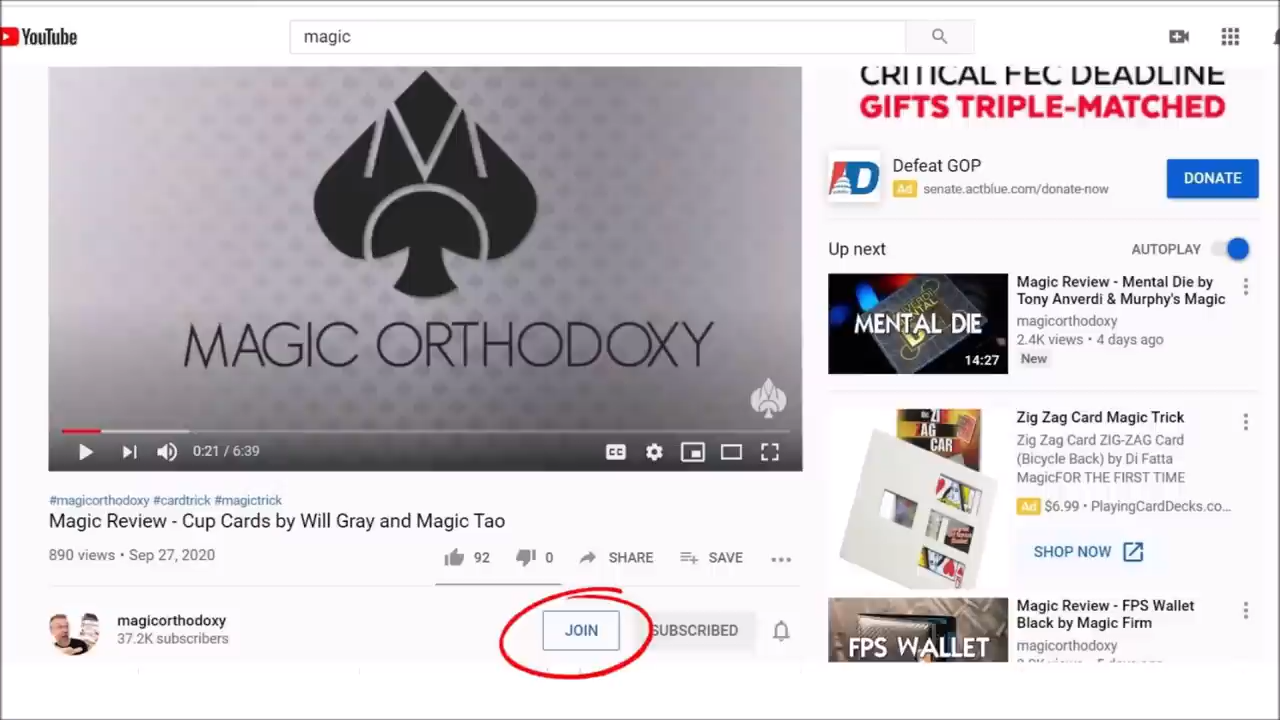 YouTube
magic
MAGIC ORTHODOXY
0:21 / 6:39
CC
#magicorthodoxy #cardtrick #magictrick
Magic Review - Cup Cards by Will Gray and Magic Tao
890 views • Sep 27, 2020
92
0
SHARE
SAVE
magicorthodoxy
37.2K subscribers
JOIN
SUBSCRIBED
CRITICAL FEC DEADLINE
GIFTS TRIPLE-MATCHED
Defeat GOP
Ad senate.actblue.com/donate-now
DONATE
Up next
AUTOPLAY
MENTAL DIE
14:27
Magic Review - Mental Die by
Tony Anverdi & Murphy's Magic
magicorthodoxy
2.4K views • 4 days ago
New
ZIG
ZAG
CAR
Zig Zag Card Magic Trick
Zig Zag Card ZIG-ZAG Card
(Bicycle Back) by Di Fatta
MagicFOR THE FIRST TIME
Ad $6.99 • PlayingCardDecks.co...
SHOP NOW
FPS WALLET
Magic Review - FPS Wallet
Black by Magic Firm
magicorthodoxy